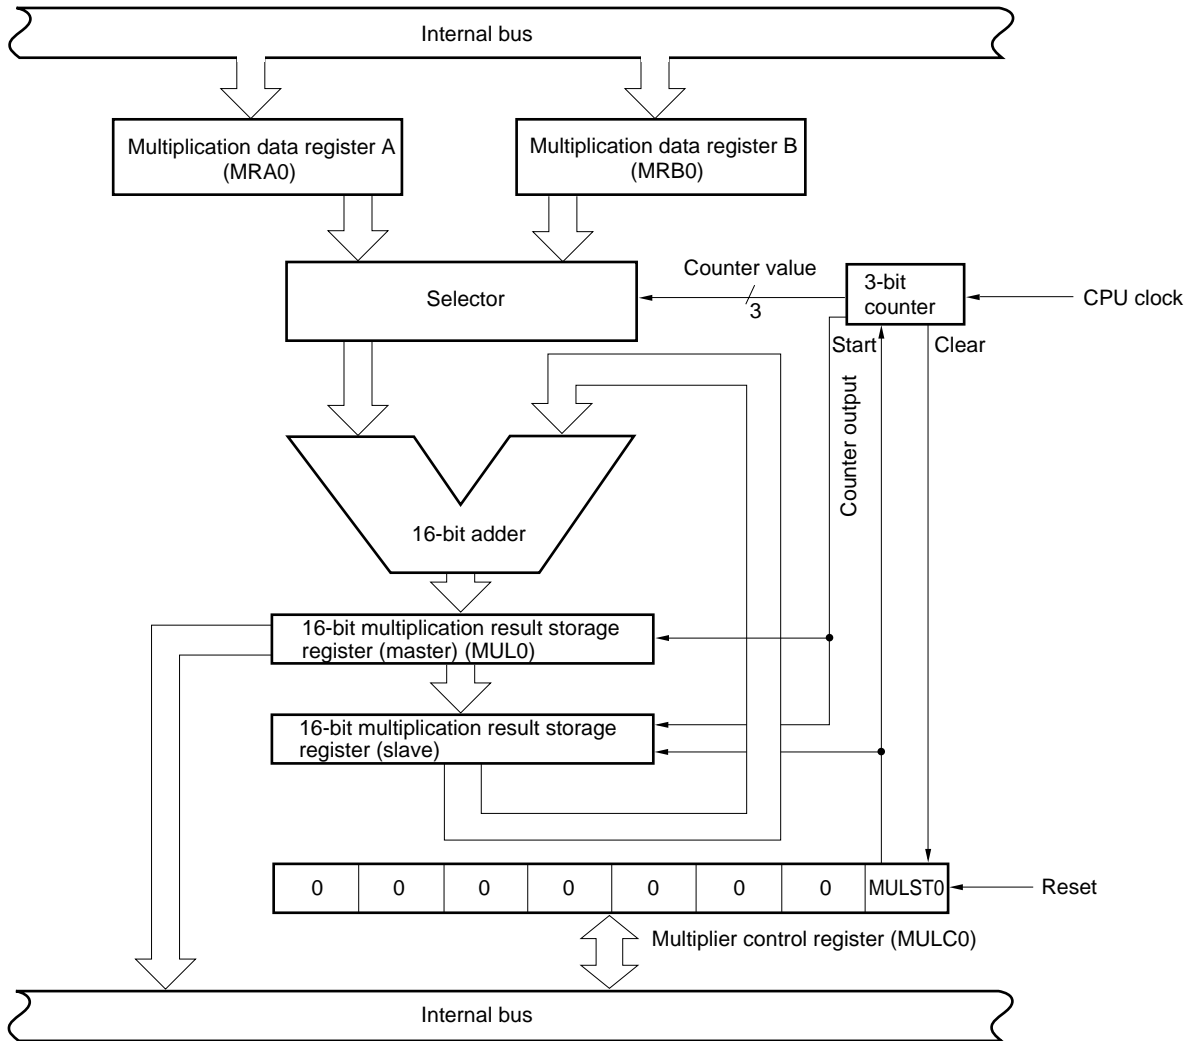 Internal bus
Multiplication data register A
(MRA0)
Multiplication data register B
(MRB0)
Counter value
3
3-bit
counter
CPU clock
Selector
Start
Clear
Counter output
16-bit adder
16-bit multiplication result storage
register (master) (MUL0)
16-bit multiplication result storage
register (slave)
0 0 0 0 0 0 0 MULST0
Reset
Multiplier control register (MULC0)
Internal bus